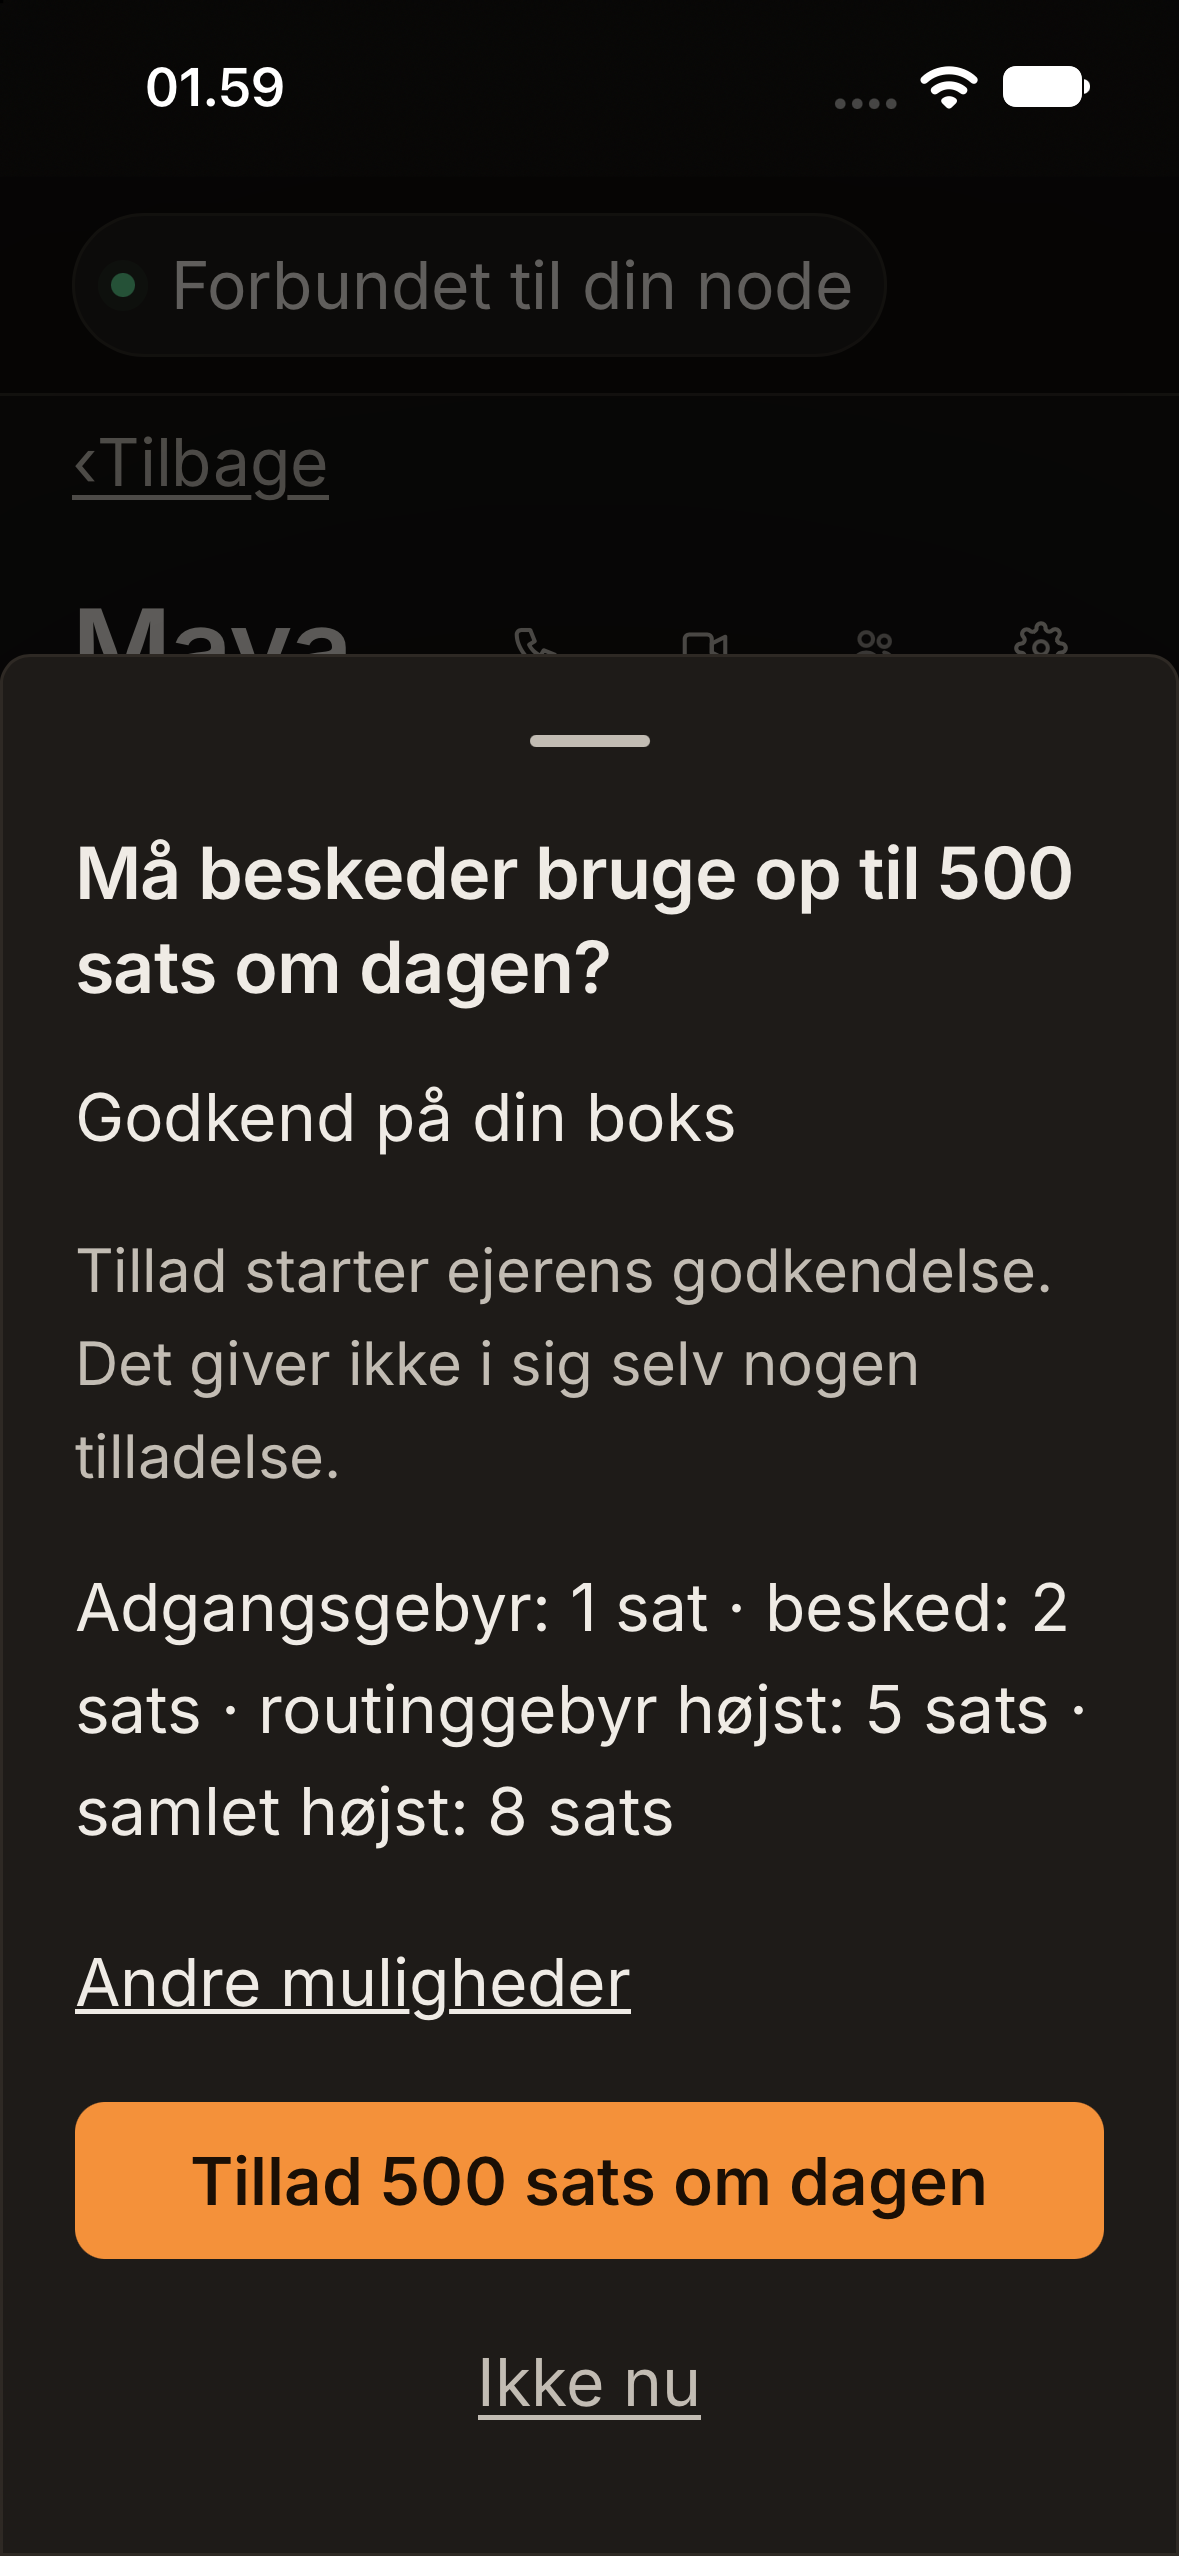 01.59
Forbundet til din node
‹Tilbage
Maya
Må beskeder bruge op til 500
sats om dagen?
Godkend på din boks
Tillad starter ejerens godkendelse.
Det giver ikke i sig selv nogen
tilladelse.
Adgangsgebyr: 1 sat · besked: 2
sats · routinggebyr højst: 5 sats ·
samlet højst: 8 sats
Andre muligheder
Tillad 500 sats om dagen
Ikke nu